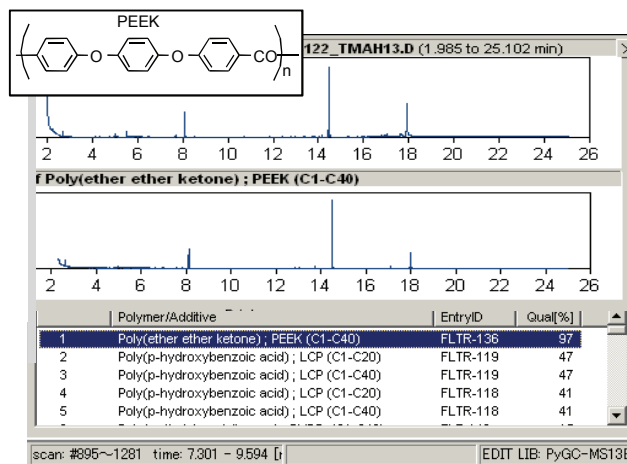 PEEK
O
O
CO
n
122_TMAH13.D (1.985 to 25.102 min)
2 4 6 8 10 12 14 16 18 20 22 24 26
f Poly(ether ether ketone) ; PEEK (C1-C40)
2 4 6 8 10 12 14 16 18 20 22 24 26
Polymer/Additive EntryID Qual[%]
1 Poly(ether ether ketone) ; PEEK (C1-C40) FLTR-136 97
2 Poly(p-hydroxybenzoic acid) ; LCP (C1-C20) FLTR-119 47
3 Poly(p-hydroxybenzoic acid) ; LCP (C1-C40) FLTR-119 47
4 Poly(p-hydroxybenzoic acid) ; LCP (C1-C20) FLTR-118 41
5 Poly(p-hydroxybenzoic acid) ; LCP (C1-C40) FLTR-118 41
scan: #895~1281 time: 7.301 - 9.594 [r EDIT LIB: PyGC-MS13B